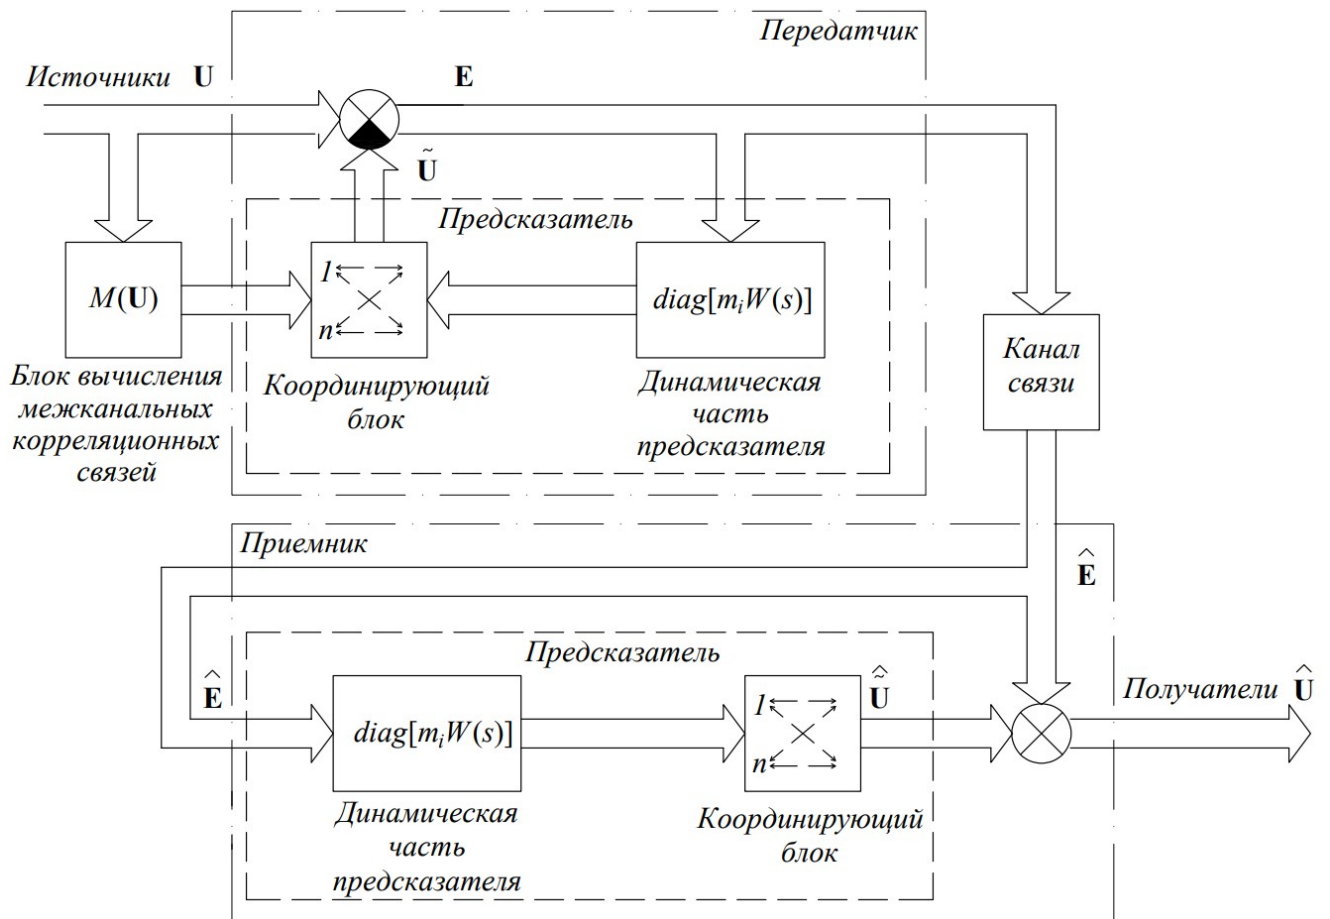 Передатчик
Источники U
E
Ũ
Предсказатель
M(U)
1
n
diag[mᵢW(s)]
Канал
связи
Блок вычисления
межканальных
корреляционных
связей
Координирующий
блок
Динамическая
часть
предсказателя
Приемник
Ê
Предсказатель
Ê
diag[mᵢW(s)]
1
n
Ũ̂
Получатели Û
Динамическая
часть
предсказателя
Координирующий
блок